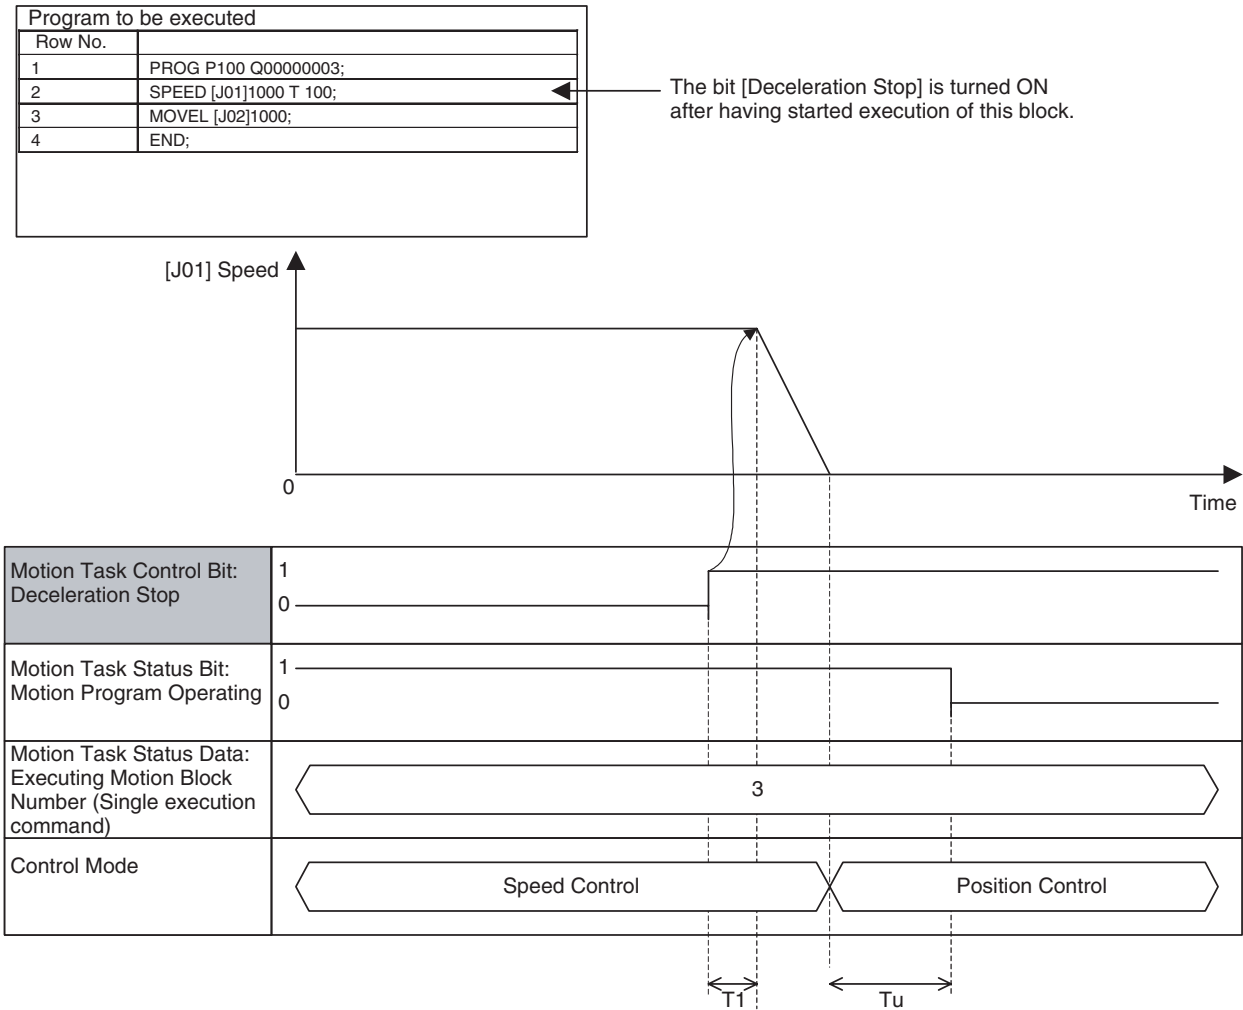 Program to be executed
Row No.
1 PROG P100 Q00000003;
2 SPEED [J01]1000 T 100;
3 MOVEL [J02]1000;
4 END;
The bit [Deceleration Stop] is turned ON
after having started execution of this block.
[J01] Speed
0
Time
Motion Task Control Bit:
Deceleration Stop
1
0
Motion Task Status Bit:
Motion Program Operating
1
0
Motion Task Status Data:
Executing Motion Block
Number (Single execution
command)
3
Control Mode
Speed Control
Position Control
T1
Tu